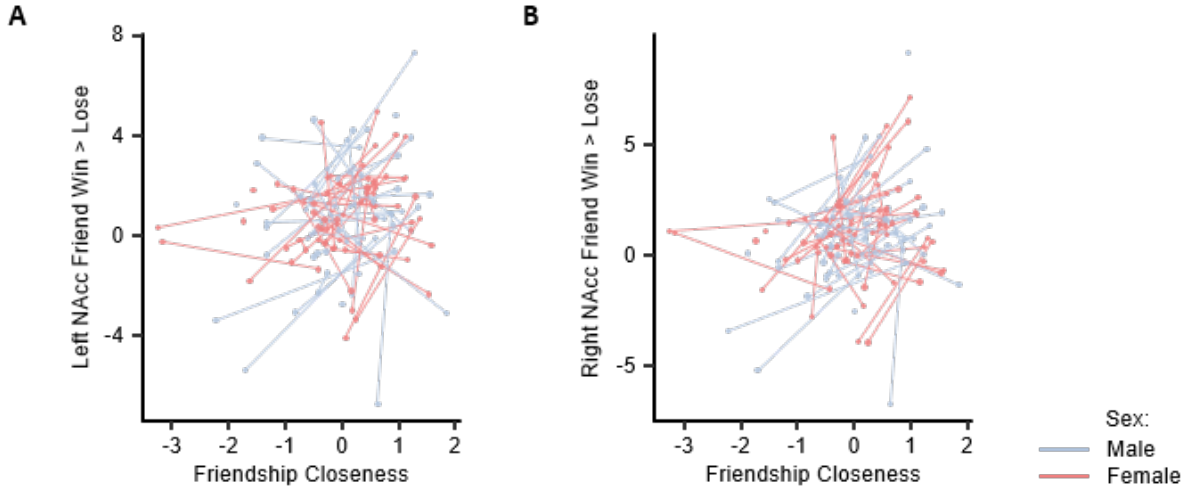 A
8
4
0
-4
Left NAcc Friend Win > Lose
-3 -2 -1 0 1 2
Friendship Closeness
B
5
0
-5
Right NAcc Friend Win > Lose
-3 -2 -1 0 1 2
Friendship Closeness
Sex:
Male
Female